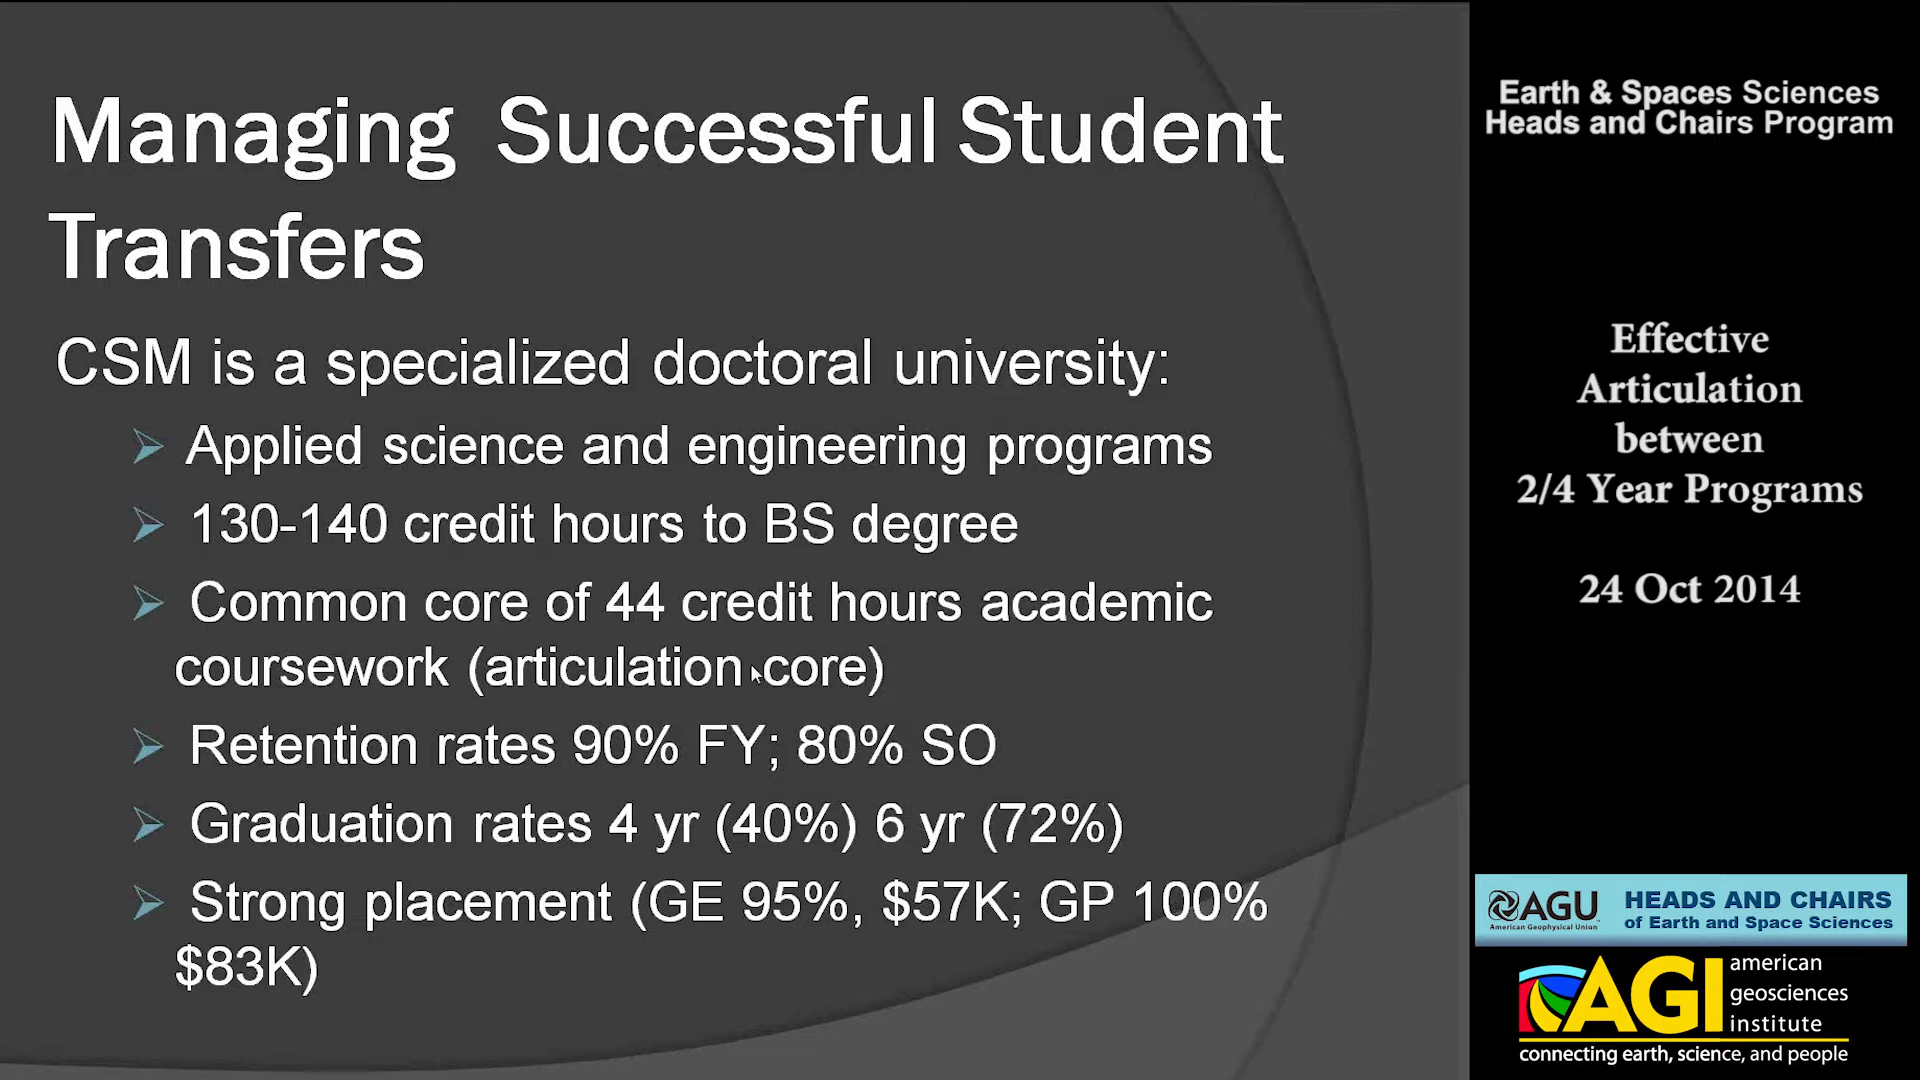 Managing Successful Student
Transfers
CSM is a specialized doctoral university:
Applied science and engineering programs
130-140 credit hours to BS degree
Common core of 44 credit hours academic
coursework (articulation core)
Retention rates 90% FY; 80% SO
Graduation rates 4 yr (40%) 6 yr (72%)
Strong placement (GE 95%, $57K; GP 100%
$83K)
Earth & Spaces Sciences
Heads and Chairs Program
Effective
Articulation
between
2/4 Year Programs
24 Oct 2014
AGU
American Geophysical Union
HEADS AND CHAIRS
of Earth and Space Sciences
AGI
american
geosciences
institute
connecting earth, science, and people